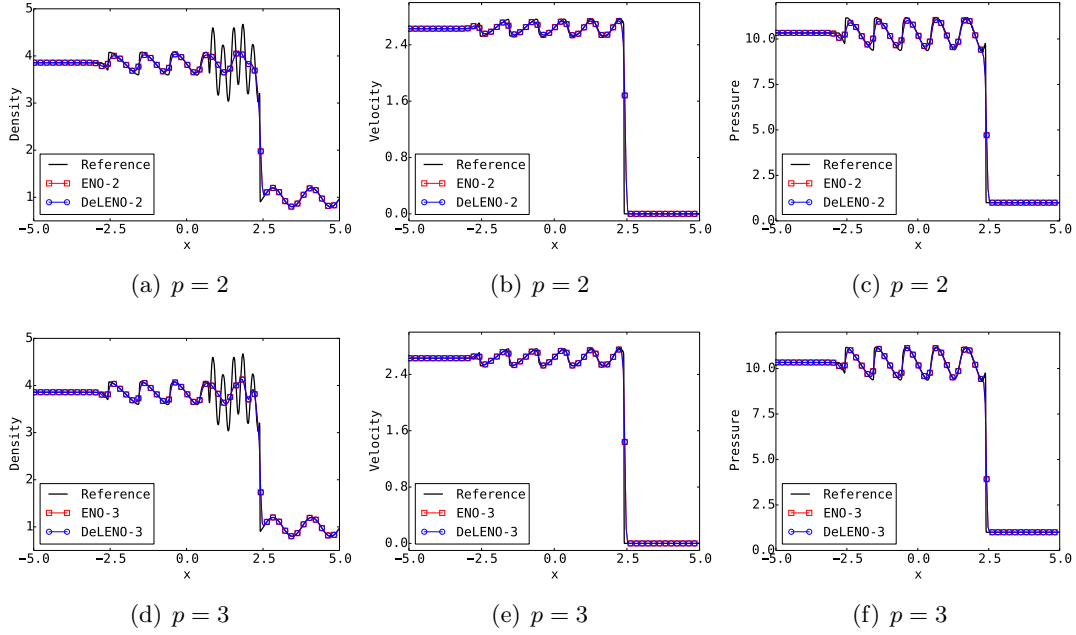 5
4
3
2
1
Density
Reference
ENO-2
DeLENO-2
−5.0 −2.5 0.0 2.5 5.0
x
(a) p = 2
2.4
1.6
0.8
0.0
Velocity
Reference
ENO-2
DeLENO-2
−5.0 −2.5 0.0 2.5 5.0
x
(b) p = 2
10.0
7.5
5.0
2.5
0.0
Pressure
Reference
ENO-2
DeLENO-2
−5.0 −2.5 0.0 2.5 5.0
x
(c) p = 2
5
4
3
2
1
Density
Reference
ENO-3
DeLENO-3
−5.0 −2.5 0.0 2.5 5.0
x
(d) p = 3
2.4
1.6
0.8
0.0
Velocity
Reference
ENO-3
DeLENO-3
−5.0 −2.5 0.0 2.5 5.0
x
(e) p = 3
10.0
7.5
5.0
2.5
0.0
Pressure
Reference
ENO-3
DeLENO-3
−5.0 −2.5 0.0 2.5 5.0
x
(f) p = 3